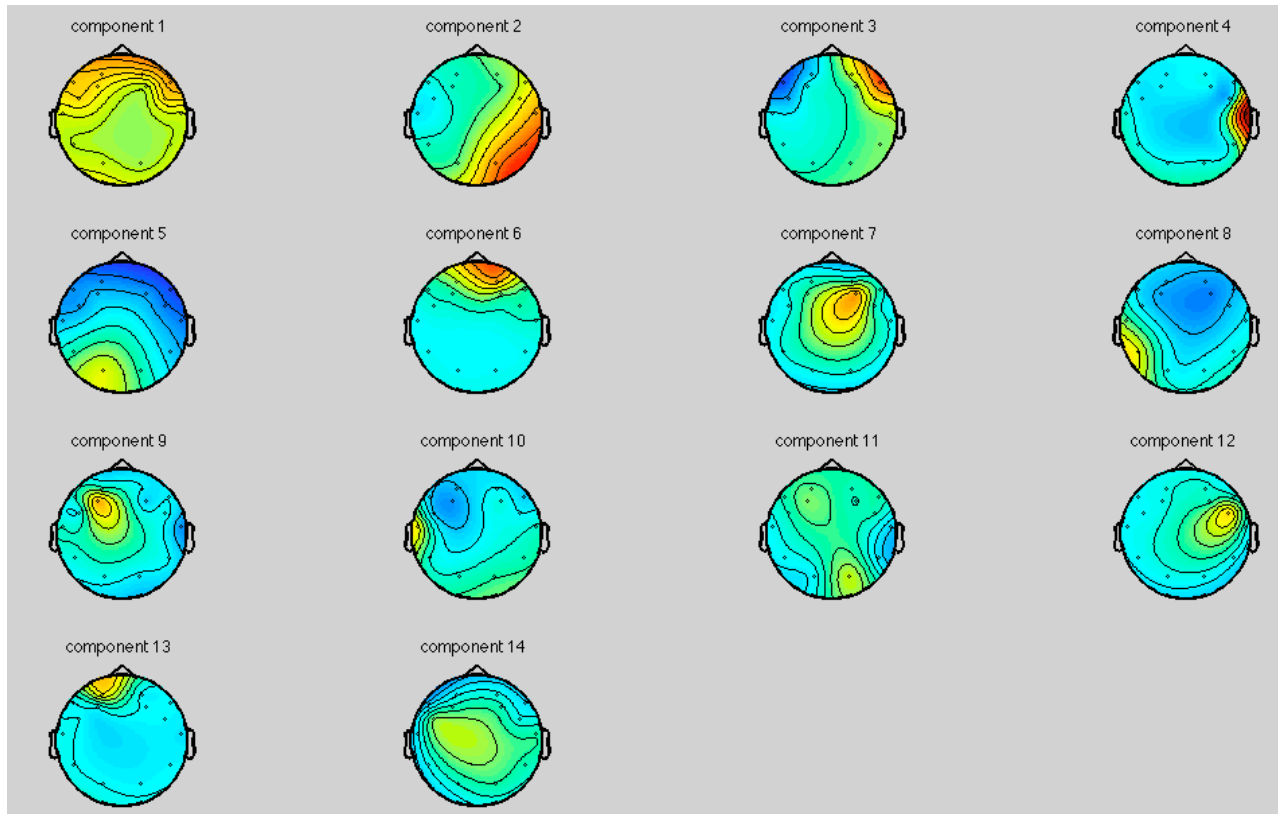 component 1
component 2
component 3
component 4
component 5
component 6
component 7
component 8
component 9
component 10
component 11
component 12
component 13
component 14